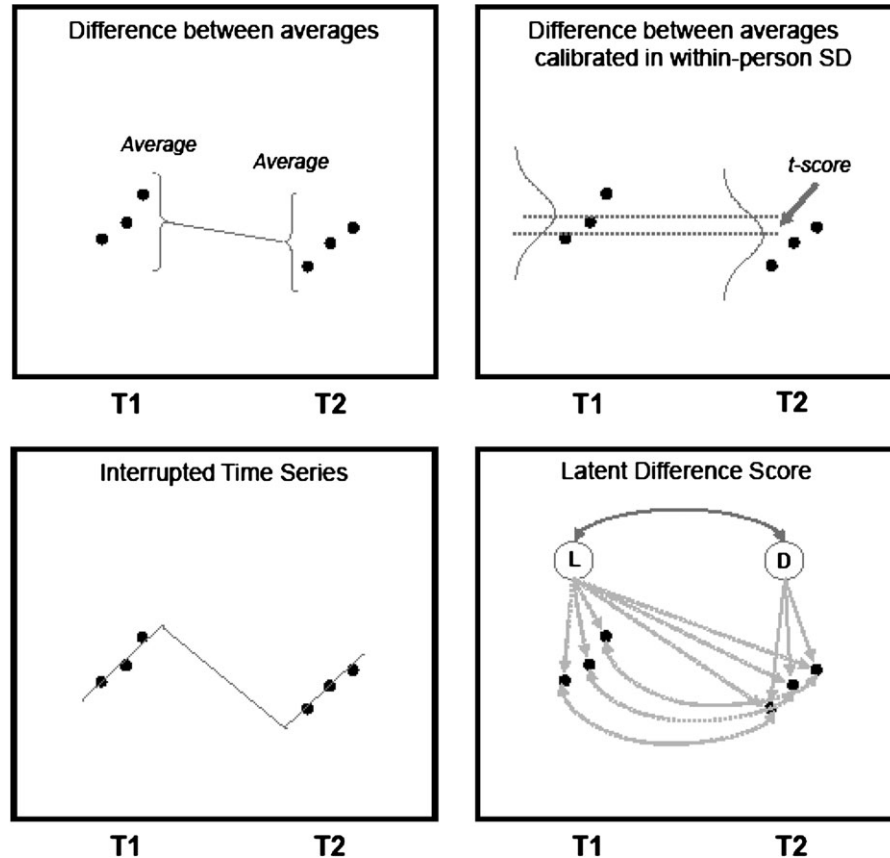 Difference between averages
Average
Average
T1
T2
Difference between averages
calibrated in within-person SD
t-score
T1
T2
Interrupted Time Series
T1
T2
Latent Difference Score
L
D
T1
T2